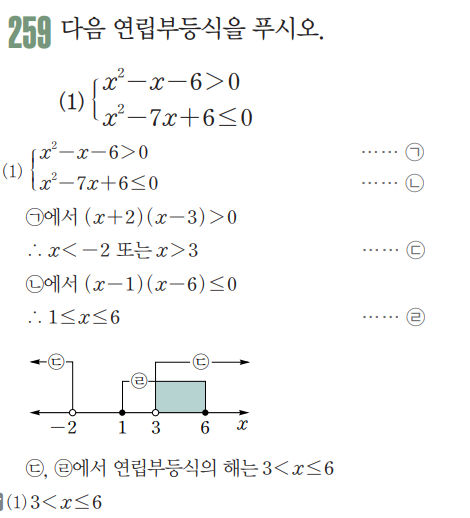 259 다음 연립부등식을 푸시오.
(1) { x²-x-6>0
x²-7x+6≤0
(1) { x²-x-6>0 …… ㉠
x²-7x+6≤0 …… ㉡
㉠에서 (x+2)(x-3)>0
∴ x<-2 또는 x>3 …… ㉢
㉡에서 (x-1)(x-6)≤0
∴ 1≤x≤6 …… ㉣
㉢ ㉢
㉣
-2 1 3 6 x
㉢, ㉣에서 연립부등식의 해는 3<x≤6
(1) 3<x≤6